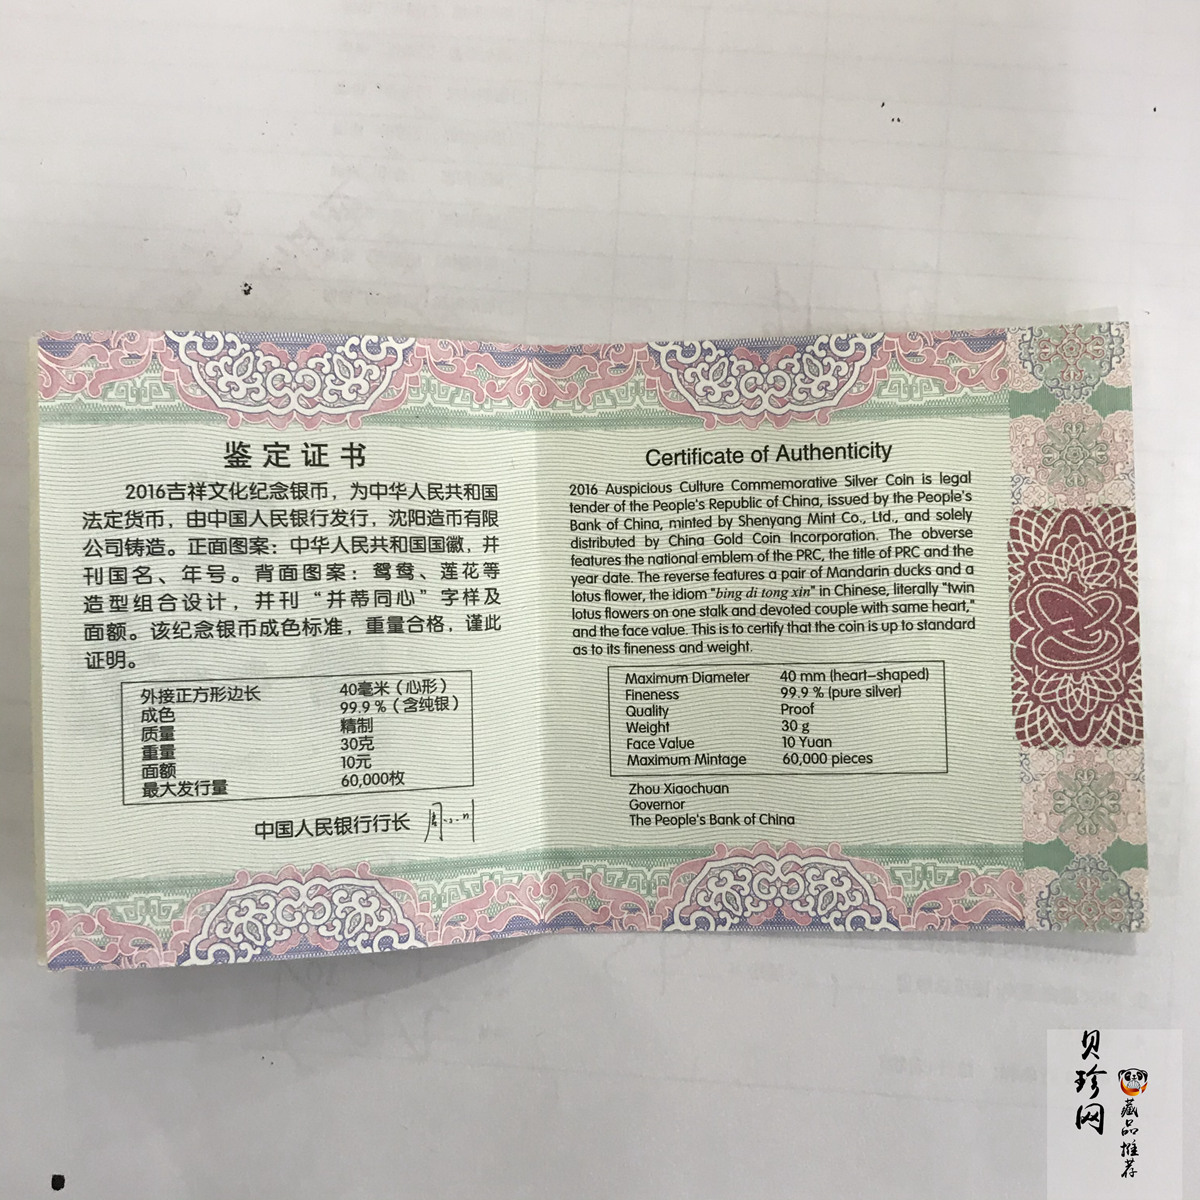 鉴定证书
2016吉祥文化纪念银币，为中华人民共和国
法定货币，由中国人民银行发行，沈阳造币有限
公司铸造。正面图案：中华人民共和国国徽，并
刊国名、年号。背面图案：鸳鸯、莲花等
造型组合设计，并刊“并蒂同心”字样及
面额。该纪念银币成色标准，重量合格，谨此
证明。
外接正方形边长 40毫米（心形）
成色 99.9%（含纯银）
质量 精制
重量 30克
面额 10元
最大发行量 60,000枚
中国人民银行行长
Certificate of Authenticity
2016 Auspicious Culture Commemorative Silver Coin is legal
tender of the People's Republic of China, issued by the People's
Bank of China, minted by Shenyang Mint Co., Ltd., and solely
distributed by China Gold Coin Incorporation. The obverse
features the national emblem of the PRC, the title of PRC and the
year date. The reverse features a pair of Mandarin ducks and a
lotus flower, the idiom "bing di tong xin" in Chinese, literally "twin
lotus flowers on one stalk and devoted couple with same heart,"
and the face value. This is to certify that the coin is up to standard
as to its fineness and weight.
Maximum Diameter 40 mm (heart-shaped)
Fineness 99.9 % (pure silver)
Quality Proof
Weight 30 g
Face Value 10 Yuan
Maximum Mintage 60,000 pieces
Zhou Xiaochuan
Governor
The People's Bank of China
贝珍网
藏品推荐